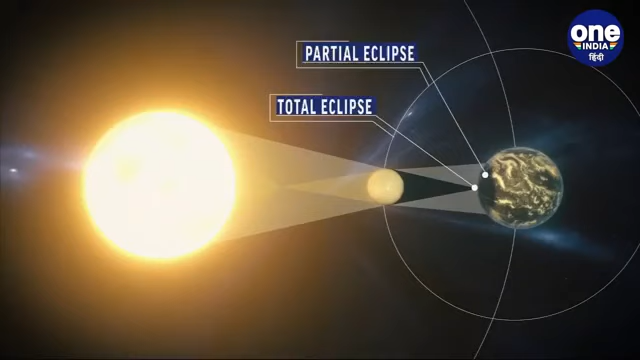 one
INDIA
हिंदी
PARTIAL ECLIPSE
TOTAL ECLIPSE